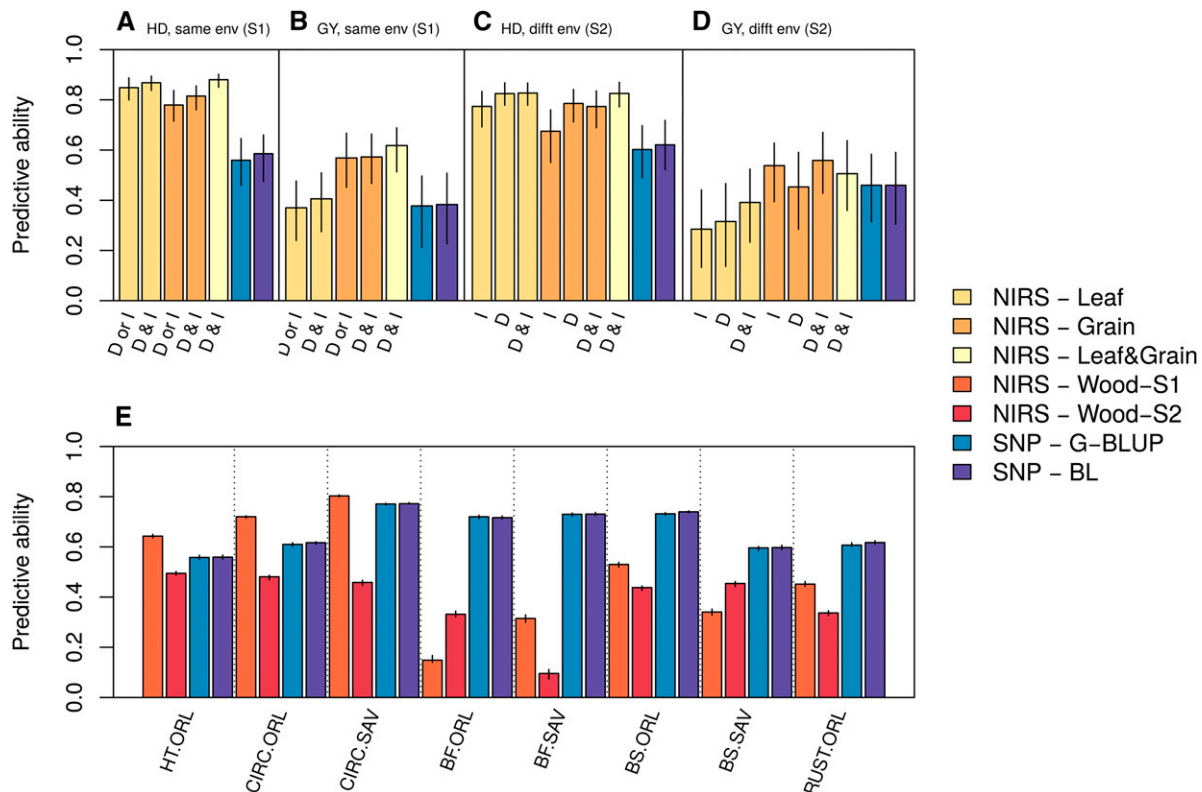 A HD, same env (S1)
B GY, same env (S1)
C HD, difft env (S2)
D GY, difft env (S2)
Predictive ability
1.0
0.8
0.6
0.4
0.2
0.0
D or I
D & I
D or I
D & I
D & I
D or I
D & I
D or I
D & I
D & I
I
D
D & I
I
D
D & I
D & I
I
D
D & I
I
D
D & I
D & I
NIRS – Leaf
NIRS – Grain
NIRS – Leaf&Grain
NIRS – Wood–S1
NIRS – Wood–S2
SNP – G–BLUP
SNP – BL
E
Predictive ability
1.0
0.8
0.6
0.4
0.2
0.0
HT.ORL
CIRC.ORL
CIRC.SAV
BF.ORL
BF.SAV
BS.ORL
BS.SAV
RUST.ORL